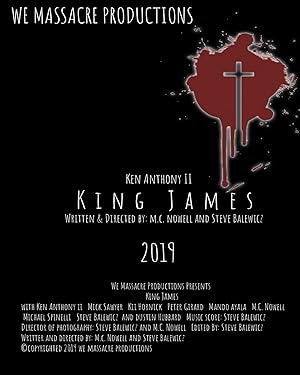 WE MASSACRE PRODUCTIONS
KEN ANTHONY II
KING JAMES
WRITTEN & DIRECTED BY: M.C. NOWELL AND STEVE BALEWICZ
2019
WE MASSACRE PRODUCTIONS PRESENTS
KING JAMES
WITH KEN ANTHONY II NICK SAWYER KII HORNICK PETER GIRARD MANDO AYALA M.C. NOWELL
MICHAEL SPINELLI STEVE BALEWICZ AND DUSTIN HUBBARD MUSIC SCORE: STEVE BALEWICZ
DIRECTOR OF PHOTOGRAPHY: STEVE BALEWICZ AND M.C. NOWELL EDITED BY: STEVE BALEWICZ
WRITTEN AND DIRECTED BY: M.C. NOWELL AND STEVE BALEWICZ
©COPYRIGHTED 2019 WE MASSACRE PRODUCTIONS